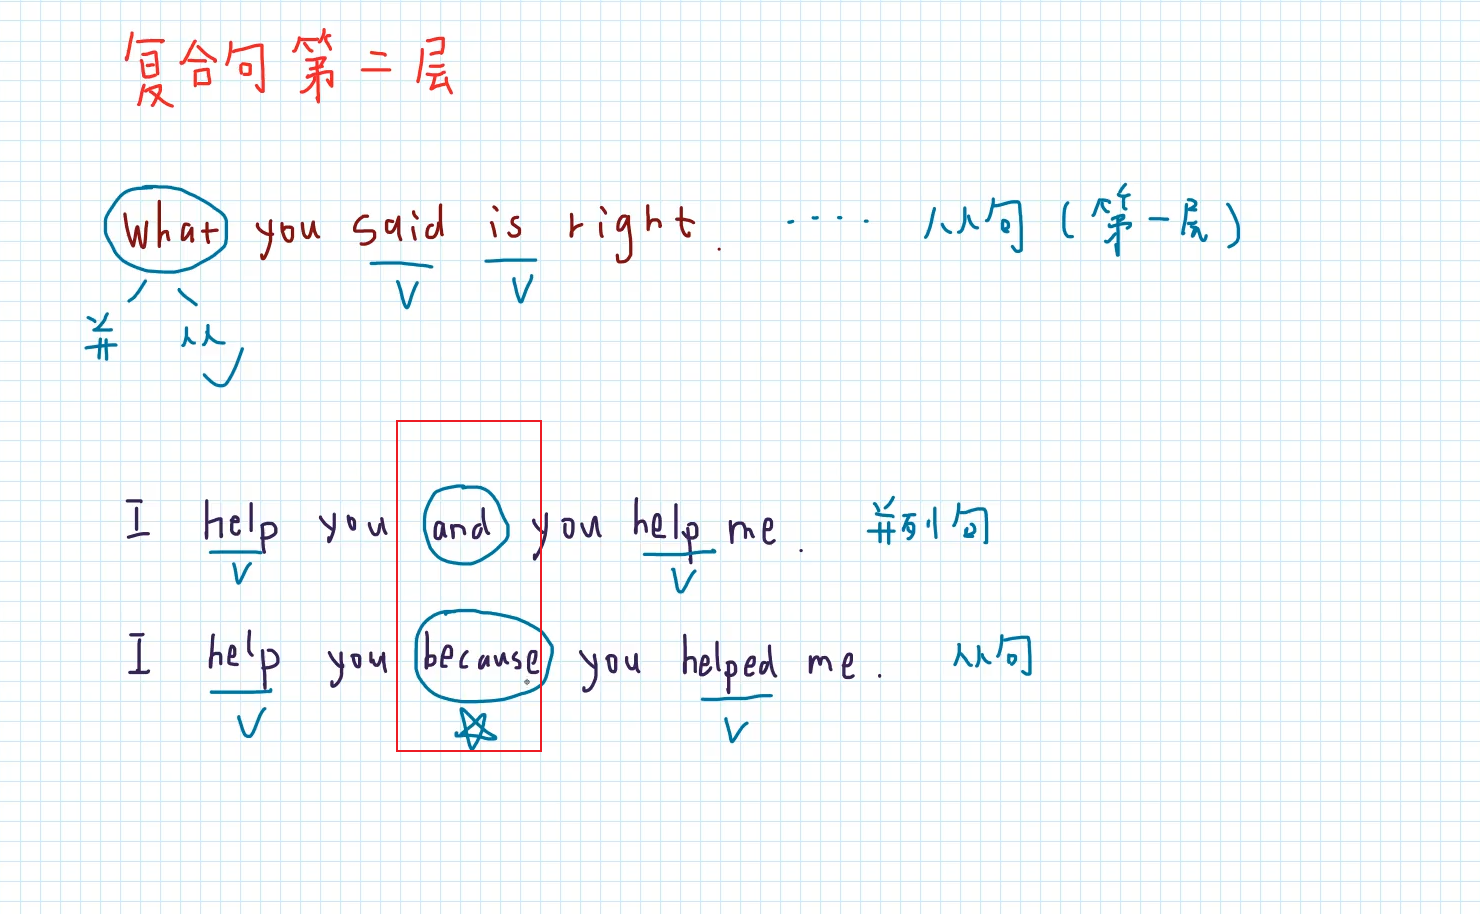 复合句第二层
What you said is right. ····· 从句(第一层)
V V
并 从
I help you and you help me. 并列句
V V
I help you because you helped me. 从句
V V